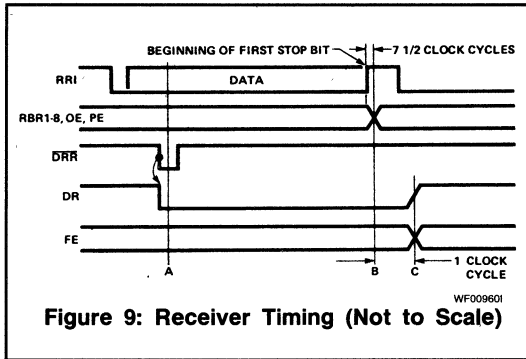 BEGINNING OF FIRST STOP BIT
7 1/2 CLOCK CYCLES
RRI
DATA
RBR1-8, OE, PE
DRR
DR
FE
A
B
C
1 CLOCK
CYCLE
WF009601
Figure 9: Receiver Timing (Not to Scale)